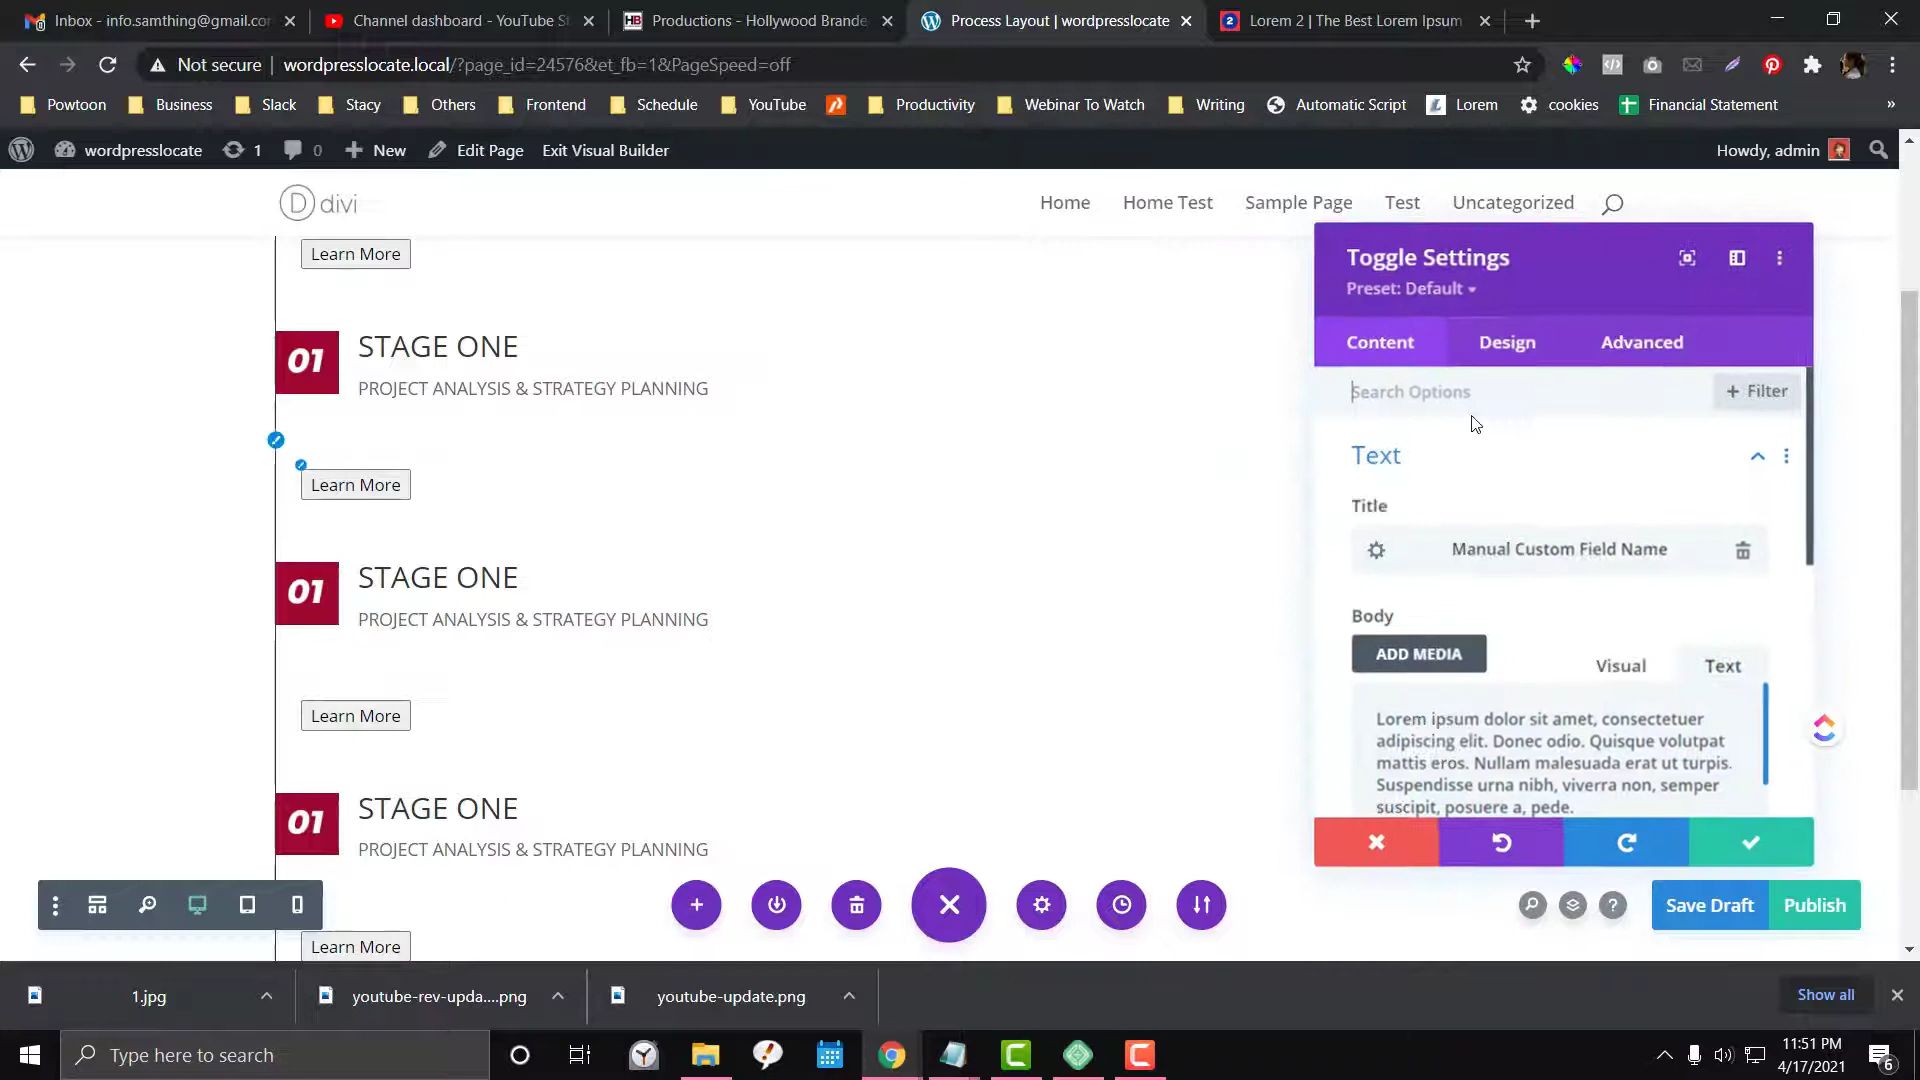 Inbox - info.samthing@gmail.co
Channel dashboard - YouTube S
Productions - Hollywood Brande
Process Layout | wordpresslocate
Lorem 2 | The Best Lorem Ipsum
Not secure | wordpresslocate.local/?page_id=24576&et_fb=1&PageSpeed=off
Powtoon
Business
Slack
Stacy
Others
Frontend
Schedule
YouTube
Productivity
Webinar To Watch
Writing
Automatic Script
Lorem
cookies
Financial Statement
»
wordpresslocate
1
0
New
Edit Page
Exit Visual Builder
Howdy, admin
D divi
Home
Home Test
Sample Page
Test
Uncategorized
Learn More
01
STAGE ONE
PROJECT ANALYSIS & STRATEGY PLANNING
Learn More
01
STAGE ONE
PROJECT ANALYSIS & STRATEGY PLANNING
Learn More
01
STAGE ONE
PROJECT ANALYSIS & STRATEGY PLANNING
Learn More
Toggle Settings
Preset: Default
Content
Design
Advanced
Search Options
+ Filter
Text
Title
Manual Custom Field Name
Body
ADD MEDIA
Visual
Text
Lorem ipsum dolor sit amet, consectetuer
adipiscing elit. Donec odio. Quisque volutpat
mattis eros. Nullam malesuada erat ut turpis.
Suspendisse urna nibh, viverra non, semper
suscipit, posuere a, pede.
Save Draft
Publish
1.jpg
youtube-rev-upda....png
youtube-update.png
Show all
Type here to search
11:51 PM
4/17/2021
6